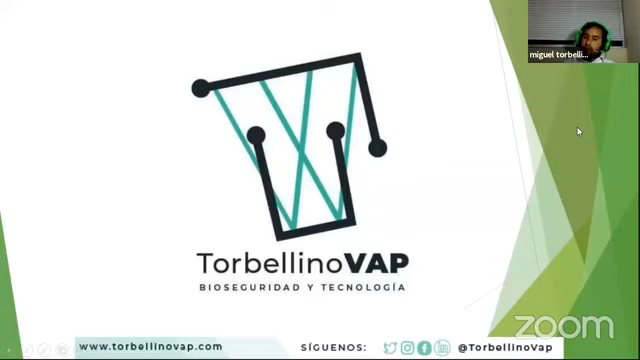 miguel torbelli...
TorbellinoVAP
BIOSEGURIDAD Y TECNOLOGÍA
zoom
www.torbellinovap.com SÍGUENOS: @TorbellinoVap